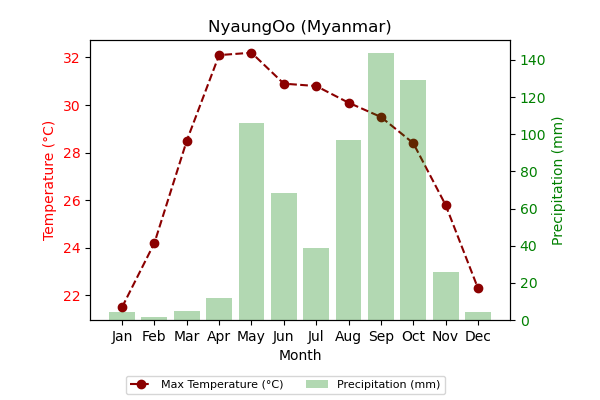 NyaungOo (Myanmar)
Temperature (°C)
32
30
28
26
24
22
Precipitation (mm)
140
120
100
80
60
40
20
0
Jan Feb Mar Apr May Jun Jul Aug Sep Oct Nov Dec
Month
Max Temperature (°C) Precipitation (mm)